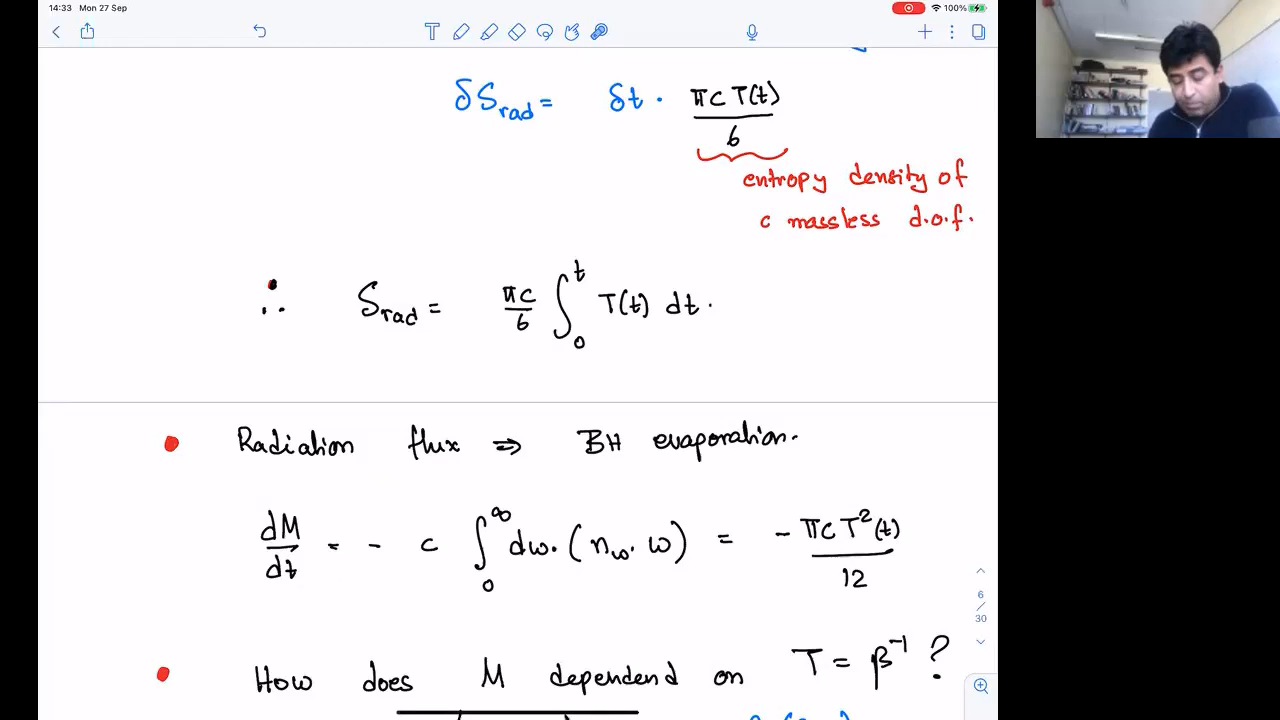 14:33 Mon 27 Sep
100%
T
δS_rad = δt · πcT(t)/6
entropy density of
c massless d.o.f.
∴ S_rad = πc/6 ∫_0^t T(t) dt.
Radiation flux ⇒ BH evaporation.
dM/dt = - c ∫_0^∞ dω. (n_ω. ω) = - πcT²(t)/12
6
/
30
How does M dependend on T = β⁻¹ ?